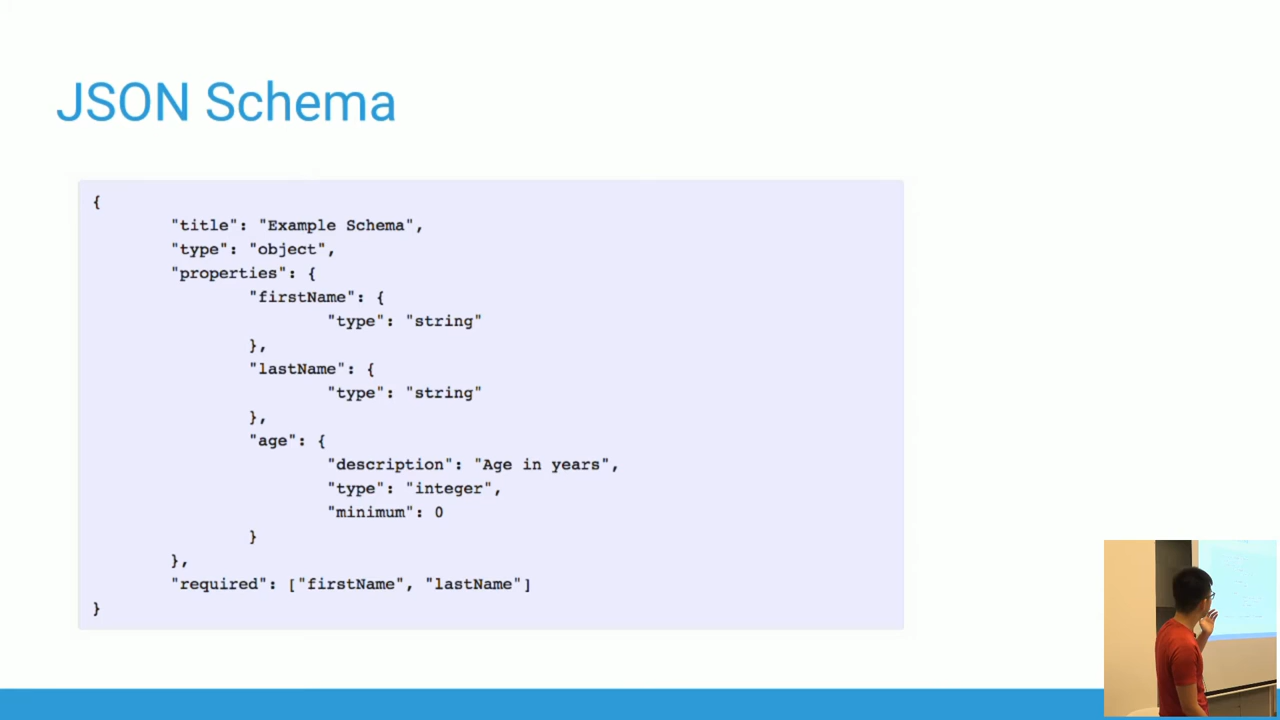 JSON Schema
{
"title": "Example Schema",
"type": "object",
"properties": {
"firstName": {
"type": "string"
},
"lastName": {
"type": "string"
},
"age": {
"description": "Age in years",
"type": "integer",
"minimum": 0
}
},
"required": ["firstName", "lastName"]
}